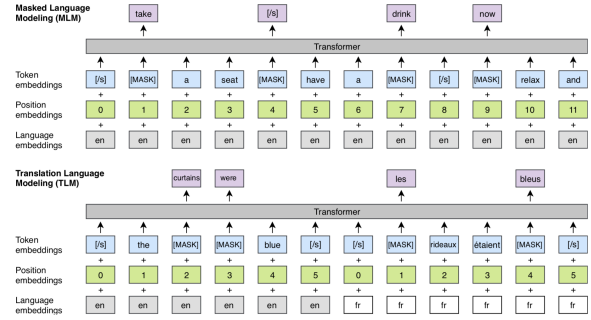 Masked Language
Modeling (MLM)
take [/s] drink now
Transformer
Token
embeddings
[/s] [MASK] a seat [MASK] have a [MASK] [/s] [MASK] relax and
+ + + + + + + + + + + +
Position
embeddings
0 1 2 3 4 5 6 7 8 9 10 11
+ + + + + + + + + + + +
Language
embeddings
en en en en en en en en en en en en
Translation Language
Modeling (TLM)
curtains were les bleus
Transformer
Token
embeddings
[/s] the [MASK] [MASK] blue [/s] [/s] [MASK] rideaux étaient [MASK] [/s]
+ + + + + + + + + + + +
Position
embeddings
0 1 2 3 4 5 0 1 2 3 4 5
+ + + + + + + + + + + +
Language
embeddings
en en en en en en fr fr fr fr fr fr